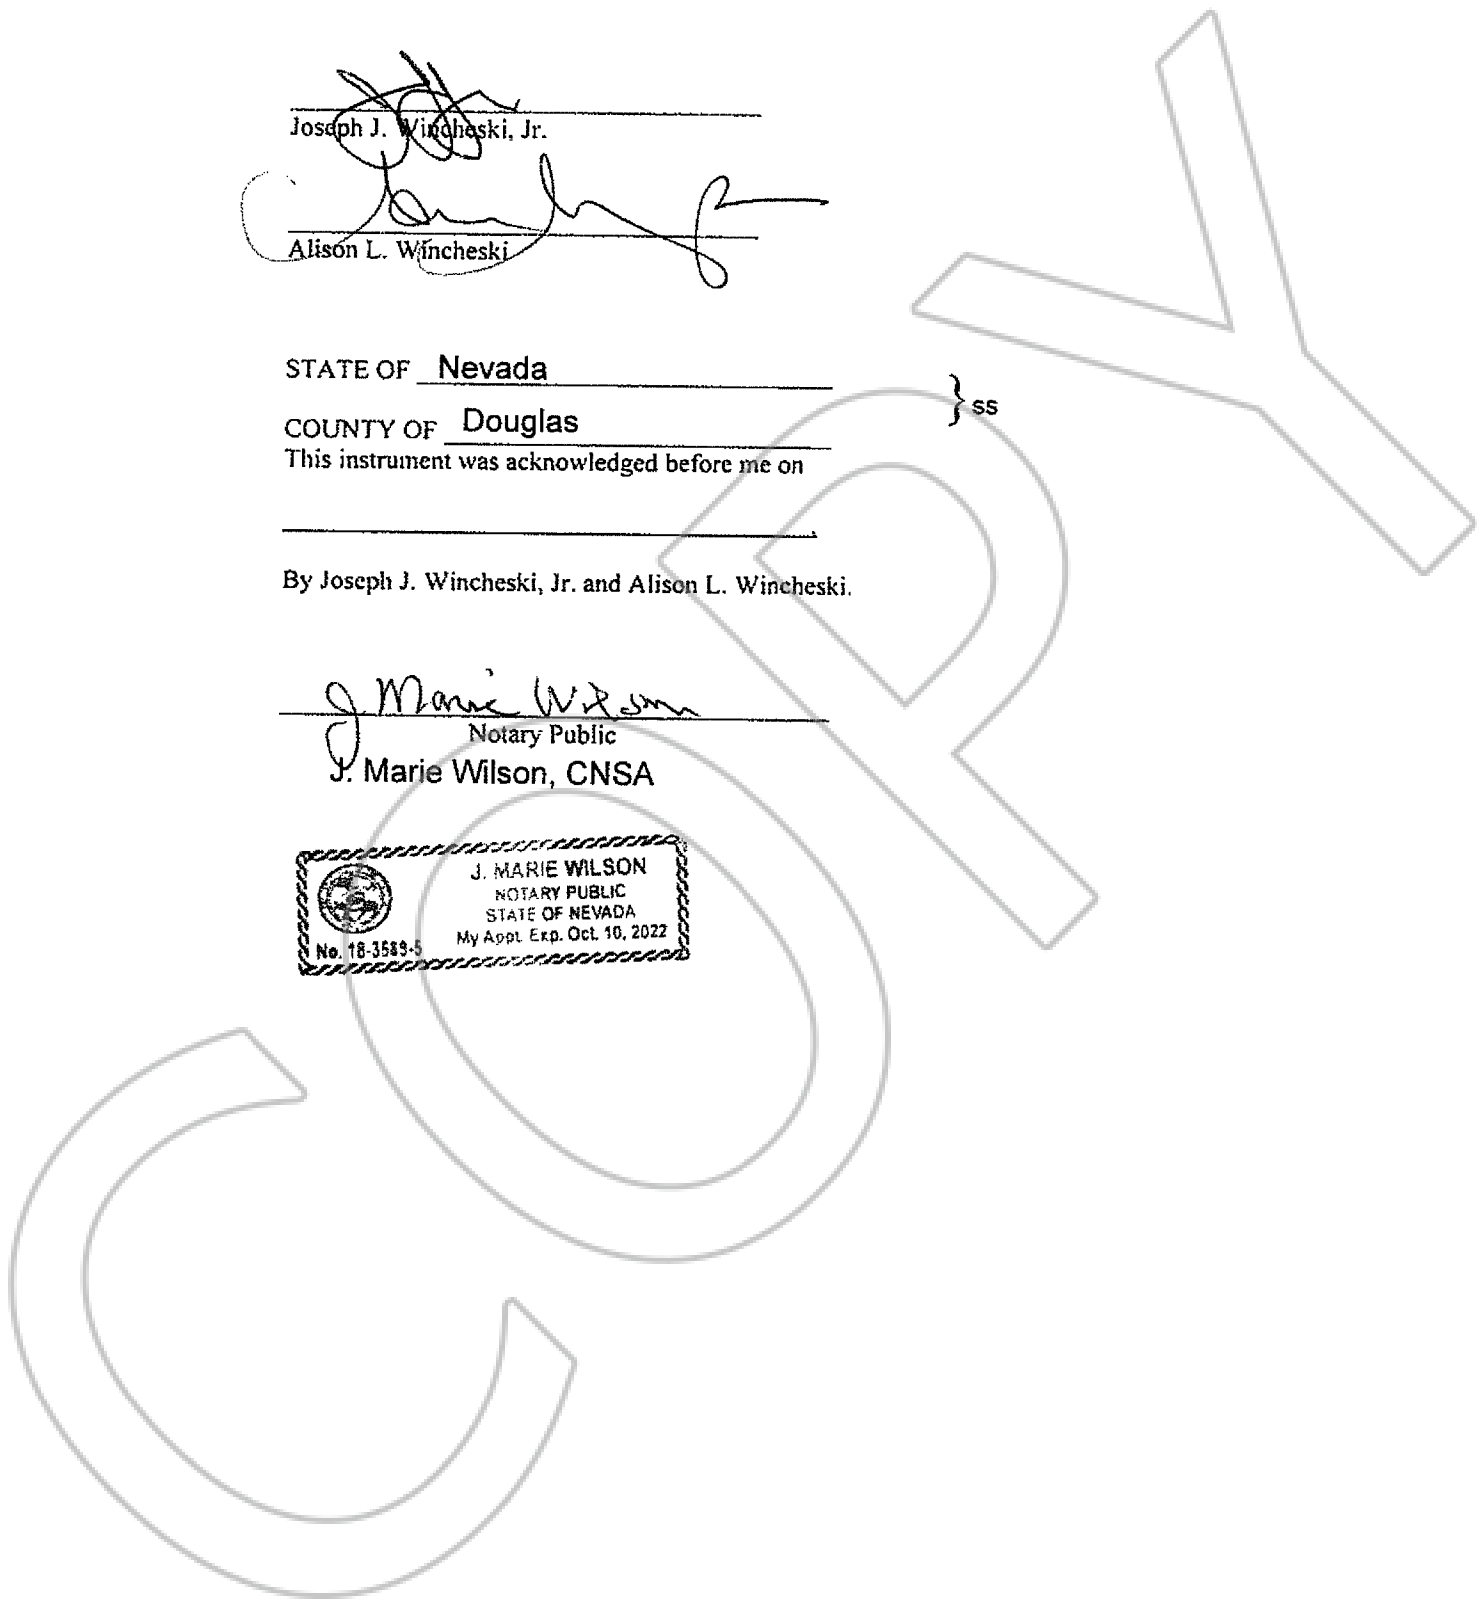 Joseph J. Wincheski, Jr.
Alison L. Wincheski
STATE OF Nevada
COUNTY OF Douglas
} ss
This instrument was acknowledged before me on
By Joseph J. Wincheski, Jr. and Alison L. Wincheski.
J Marie Wilson
Notary Public
J. Marie Wilson, CNSA
J. MARIE WILSON
NOTARY PUBLIC
STATE OF NEVADA
My Appt. Exp. Oct. 10, 2022
No. 18-3589-5
COPY